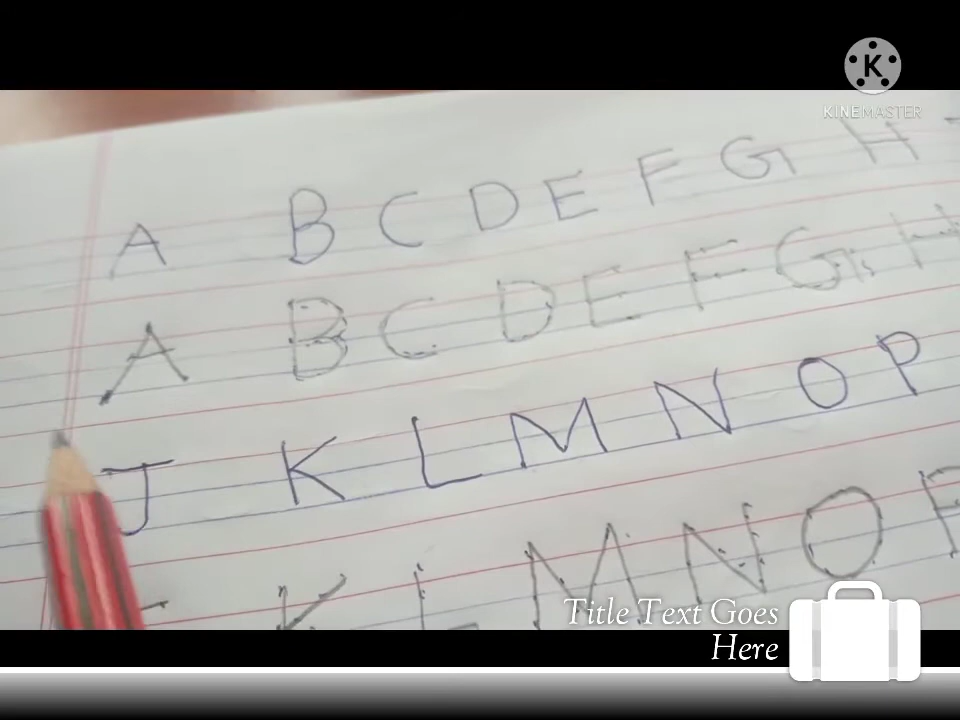 K
KINEMASTER
A B C D E F G H
A B C D E F G H
J K L M N O P
J K L M N O P
Title Text Goes
Here